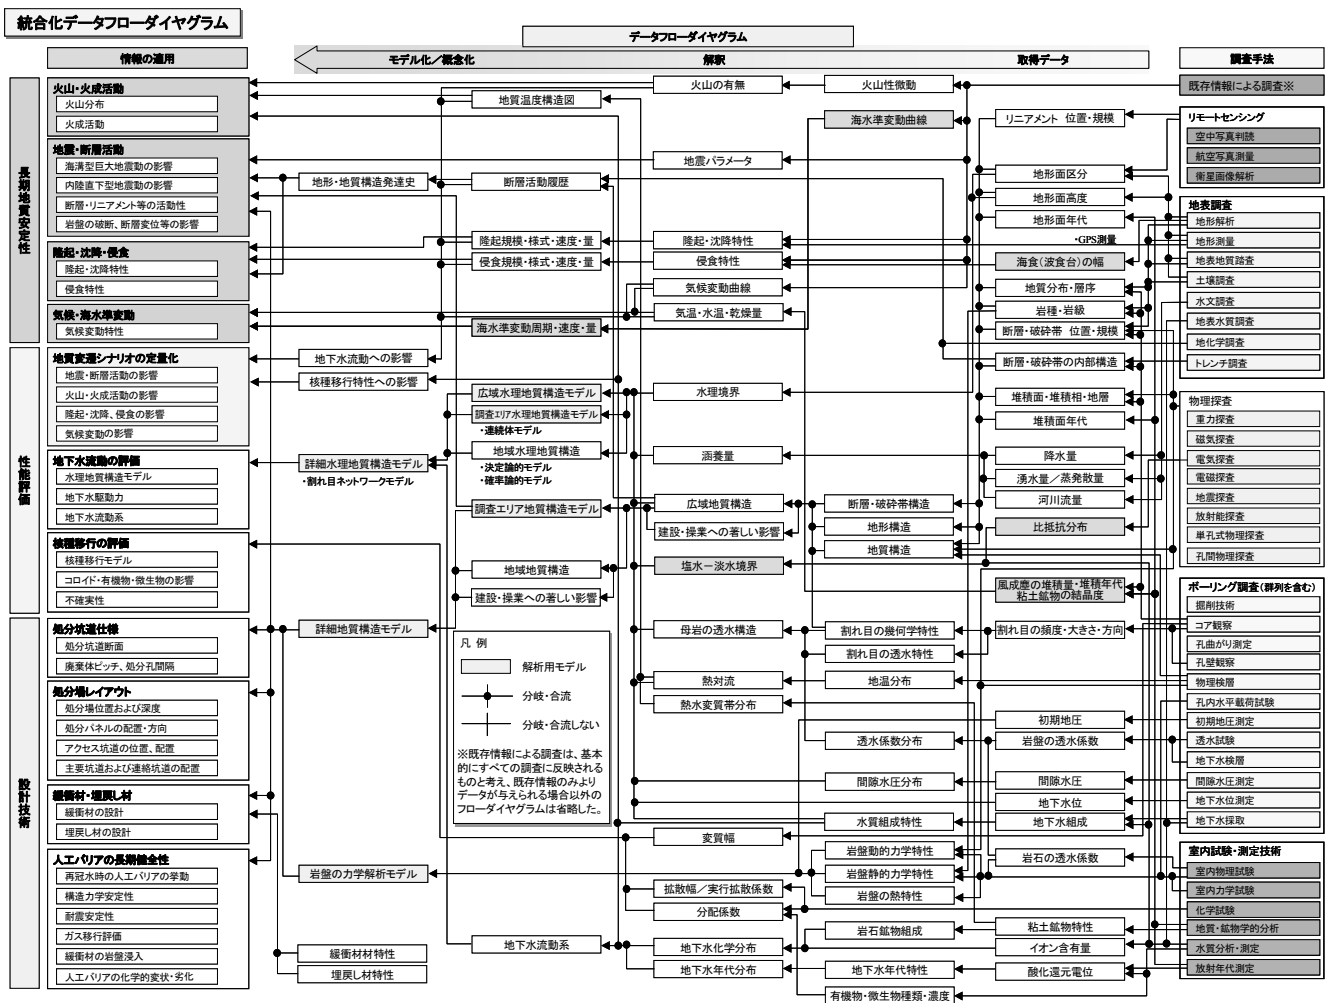 統合化データフローダイヤグラム
データフローダイヤグラム
情報の適用
モデル化／概念化
解釈
取得データ
調査手法
長期地質安定性
火山・火成活動
火山分布
火成活動
地震・断層活動
海溝型巨大地震動の影響
内陸直下型地震動の影響
断層・リニアメント等の活動性
岩盤の破断、断層変位等の影響
隆起・沈降・侵食
隆起・沈降特性
侵食特性
気候・海水準変動
気候変動特性
性能評価
地質変遷シナリオの定量化
地震・断層活動の影響
火山・火成活動の影響
隆起・沈降、侵食の影響
気候変動の影響
地下水流動の評価
水理地質構造モデル
地下水駆動力
地下水流動系
核種移行の評価
核種移行モデル
コロイド・有機物・微生物の影響
不確実性
設計技術
処分坑道仕様
処分坑道断面
廃棄体ピッチ、処分孔間隔
処分場レイアウト
処分場位置および深度
処分パネルの配置・方向
アクセス坑道の位置、配置
主要坑道および連絡坑道の配置
緩衝材・埋戻し材
緩衝材の設計
埋戻し材の設計
人工バリアの長期健全性
再冠水時の人工バリアの挙動
構造力学安定性
耐震安定性
ガス移行評価
緩衝材の岩盤浸入
人工バリアの化学的変状・劣化
地形・地質構造発達史
地下水流動への影響
核種移行特性への影響
詳細水理地質構造モデル
・割れ目ネットワークモデル
詳細地質構造モデル
岩盤の力学解析モデル
緩衝材材特性
埋戻し材特性
地質温度構造図
断層活動履歴
隆起規模・様式・速度・量
侵食規模・様式・速度・量
海水準変動周期・速度・量
広域水理地質構造モデル
調査エリア水理地質構造モデル
・連続体モデル
地域水理地質構造
・決定論的モデル
・確率論的モデル
調査エリア地質構造モデル
地域地質構造
建設・操業への著しい影響
凡 例
解析用モデル
分岐・合流
分岐・合流しない
※既存情報による調査は、基本
的にすべての調査に反映される
ものと考え、既存情報のみより
データが与えられる場合以外の
フローダイヤグラムは省略した。
地下水流動系
火山の有無
地震パラメータ
隆起・沈降特性
侵食特性
気候変動曲線
気温・水温・乾燥量
水理境界
涵養量
広域地質構造
建設・操業への著しい影響
塩水－淡水境界
母岩の透水構造
熱対流
熱水変質帯分布
変質幅
拡散幅／実行拡散係数
分配係数
地下水化学分布
地下水年代分布
火山性微動
海水準変動曲線
断層・破砕帯構造
地形構造
地質構造
割れ目の幾何学特性
割れ目の透水特性
地温分布
透水係数分布
間隙水圧分布
水質組成特性
岩盤動的力学特性
岩盤静的力学特性
岩盤の熱特性
岩石鉱物組成
地下水年代特性
有機物・微生物種類・濃度
リニアメント 位置・規模
地形面区分
地形面高度
地形面年代
・GPS測量
海食（波食台）の幅
地質分布・層序
岩種・岩級
断層・破砕帯 位置・規模
断層・破砕帯の内部構造
堆積面・堆積相・地層
堆積面年代
降水量
湧水量／蒸発散量
河川流量
比抵抗分布
風成塵の堆積量・堆積年代
粘土鉱物の結晶度
割れ目の頻度・大きさ・方向
初期地圧
岩盤の透水係数
間隙水圧
地下水位
地下水組成
岩石の透水係数
粘土鉱物特性
イオン含有量
酸化還元電位
既存情報による調査※
リモートセンシング
空中写真判読
航空写真測量
衛星画像解析
地表調査
地形解析
地形測量
地表地質踏査
土壌調査
水文調査
地表水質調査
地化学調査
トレンチ調査
物理探査
重力探査
磁気探査
電気探査
電磁探査
地震探査
放射能探査
単孔式物理探査
孔間物理探査
ボーリング調査（群列を含む）
掘削技術
コア観察
孔曲がり測定
孔壁観察
物理検層
孔内水平載荷試験
初期地圧測定
透水試験
地下水検層
間隙水圧測定
地下水位測定
地下水採取
室内試験・測定技術
室内物理試験
室内力学試験
化学試験
地質・鉱物学的分析
水質分析・測定
放射年代測定